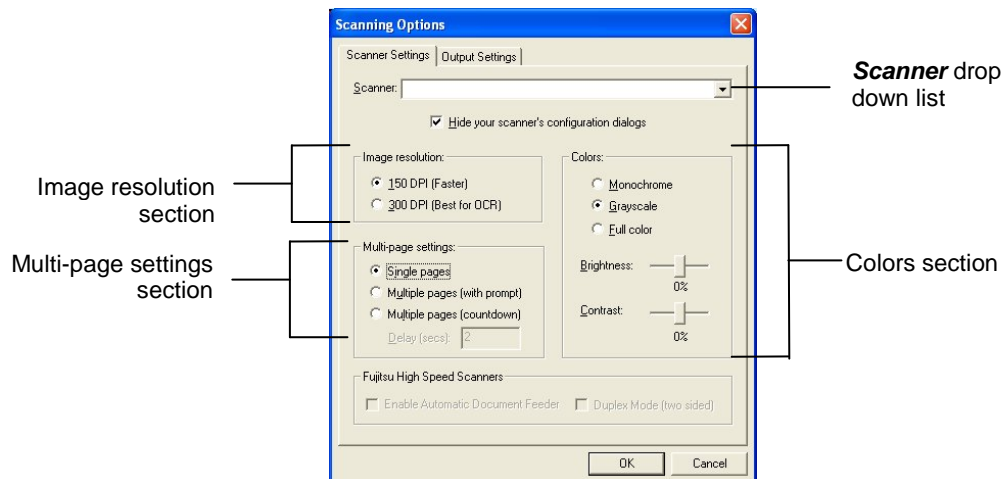 Scanning Options
Scanner Settings
Output Settings
Scanner:
Scanner drop
down list
Hide your scanner's configuration dialogs
Image resolution
section
Image resolution:
150 DPI (Faster)
300 DPI (Best for OCR)
Multi-page settings
section
Multi-page settings:
Single pages
Multiple pages (with prompt)
Multiple pages (countdown)
Delay (secs):
2
Colors:
Monochrome
Grayscale
Full color
Brightness:
0%
Contrast:
0%
Colors section
Fujitsu High Speed Scanners
Enable Automatic Document Feeder
Duplex Mode (two sided)
OK
Cancel